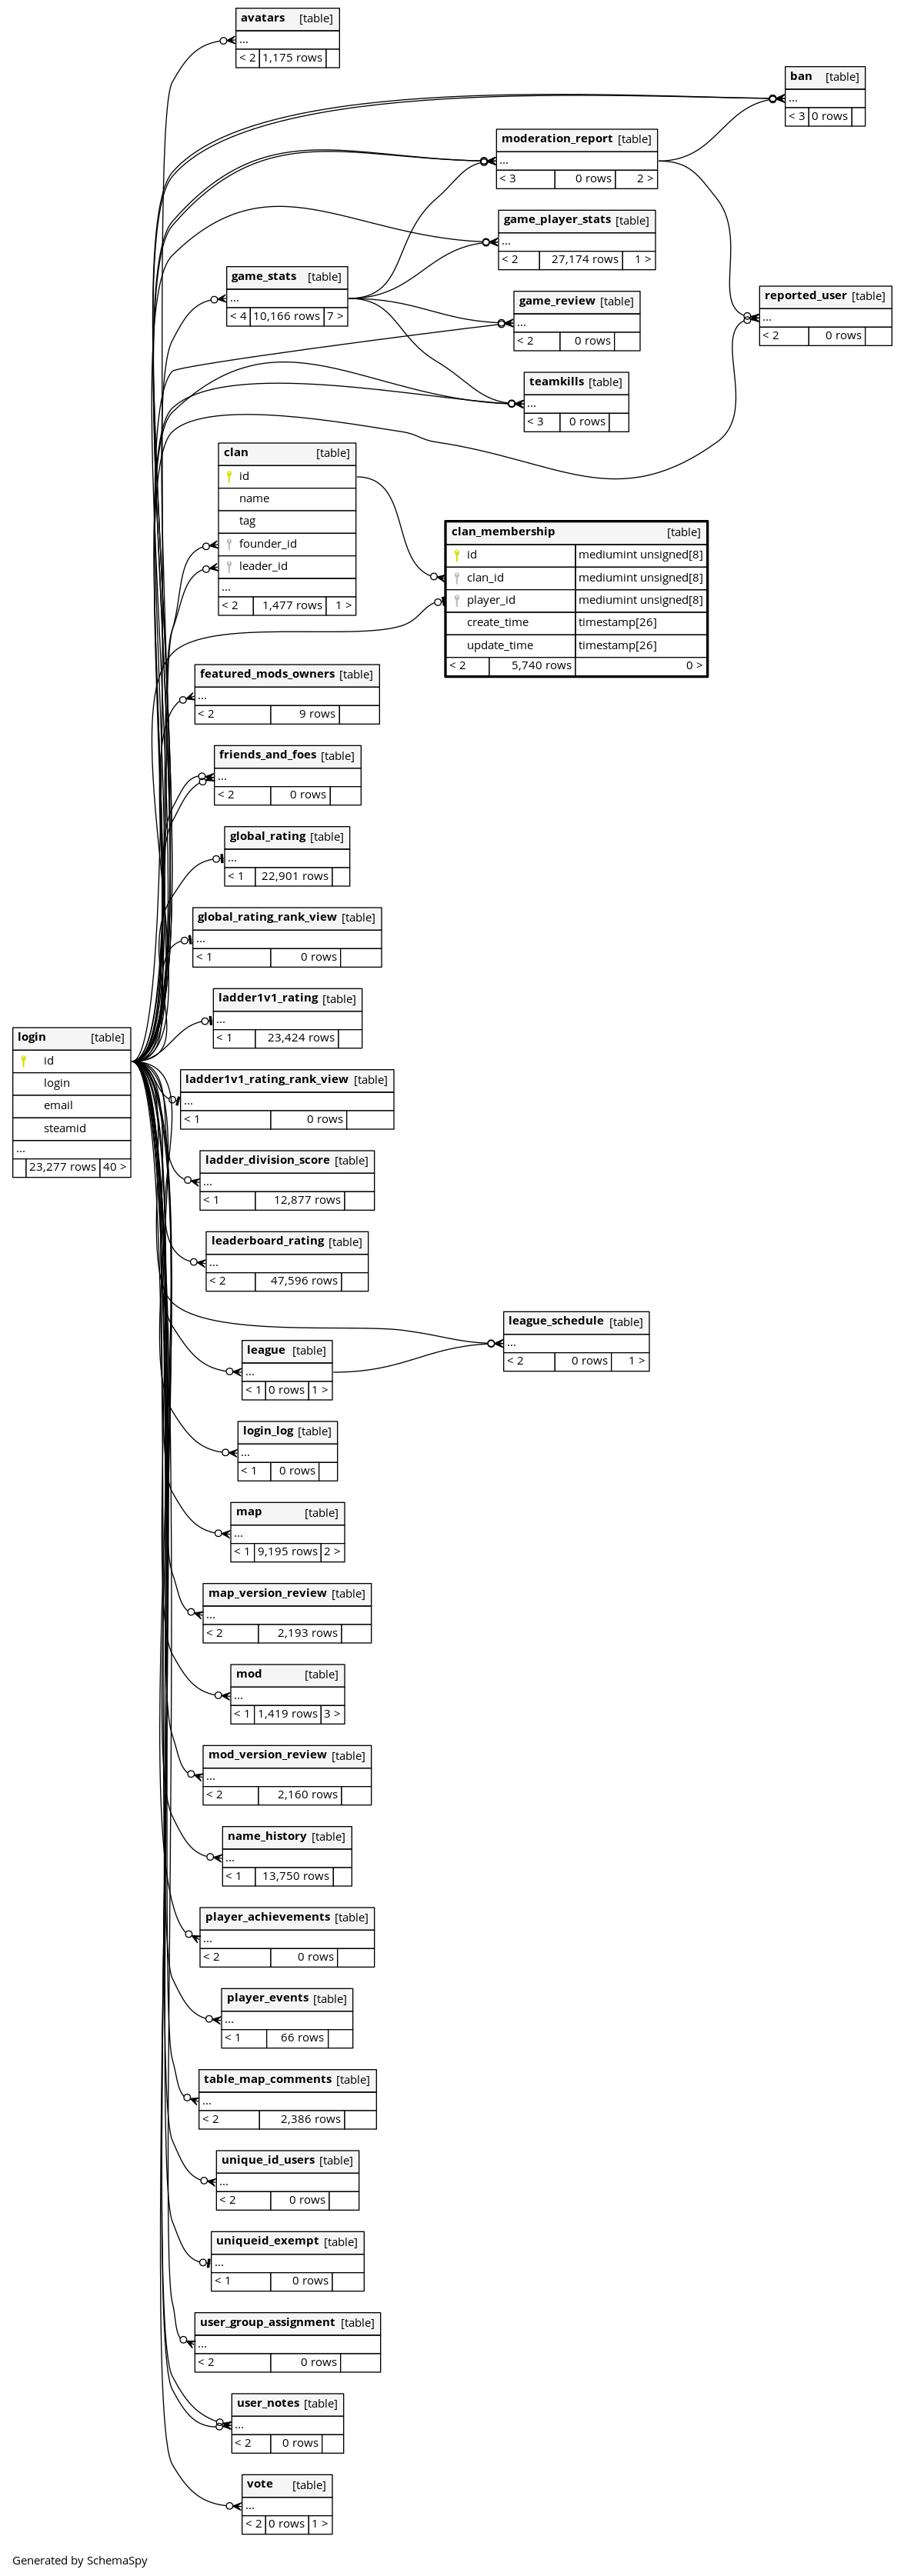 avatars [table]
...
< 2 1,175 rows
ban [table]
...
< 3 0 rows
moderation_report [table]
...
< 3 0 rows 2 >
game_player_stats [table]
...
< 2 27,174 rows 1 >
game_stats [table]
...
< 4 10,166 rows 7 >
game_review [table]
...
< 2 0 rows
reported_user [table]
...
< 2 0 rows
teamkills [table]
...
< 3 0 rows
clan [table]
id
name
tag
founder_id
leader_id
...
< 2 1,477 rows 1 >
clan_membership [table]
id mediumint unsigned[8]
clan_id mediumint unsigned[8]
player_id mediumint unsigned[8]
create_time timestamp[26]
update_time timestamp[26]
< 2 5,740 rows 0 >
featured_mods_owners [table]
...
< 2 9 rows
friends_and_foes [table]
...
< 2 0 rows
global_rating [table]
...
< 1 22,901 rows
global_rating_rank_view [table]
...
< 1 0 rows
ladder1v1_rating [table]
...
< 1 23,424 rows
login [table]
id
login
email
steamid
...
23,277 rows 40 >
ladder1v1_rating_rank_view [table]
...
< 1 0 rows
ladder_division_score [table]
...
< 1 12,877 rows
leaderboard_rating [table]
...
< 2 47,596 rows
league_schedule [table]
...
< 2 0 rows 1 >
league [table]
...
< 1 0 rows 1 >
login_log [table]
...
< 1 0 rows
map [table]
...
< 1 9,195 rows 2 >
map_version_review [table]
...
< 2 2,193 rows
mod [table]
...
< 1 1,419 rows 3 >
mod_version_review [table]
...
< 2 2,160 rows
name_history [table]
...
< 1 13,750 rows
player_achievements [table]
...
< 2 0 rows
player_events [table]
...
< 1 66 rows
table_map_comments [table]
...
< 2 2,386 rows
unique_id_users [table]
...
< 2 0 rows
uniqueid_exempt [table]
...
< 1 0 rows
user_group_assignment [table]
...
< 2 0 rows
user_notes [table]
...
< 2 0 rows
vote [table]
...
< 2 0 rows 1 >
Generated by SchemaSpy